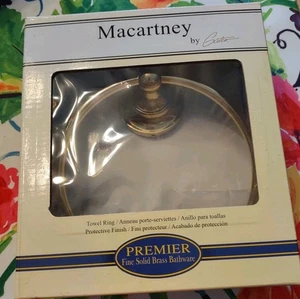 Macartney
by
Towel Ring / Anneau porte-serviettes / Anillo para toallas
Protective Finish / Fini protecteur / Acabado de protección
PREMIER
Fine Solid Brass Bathware